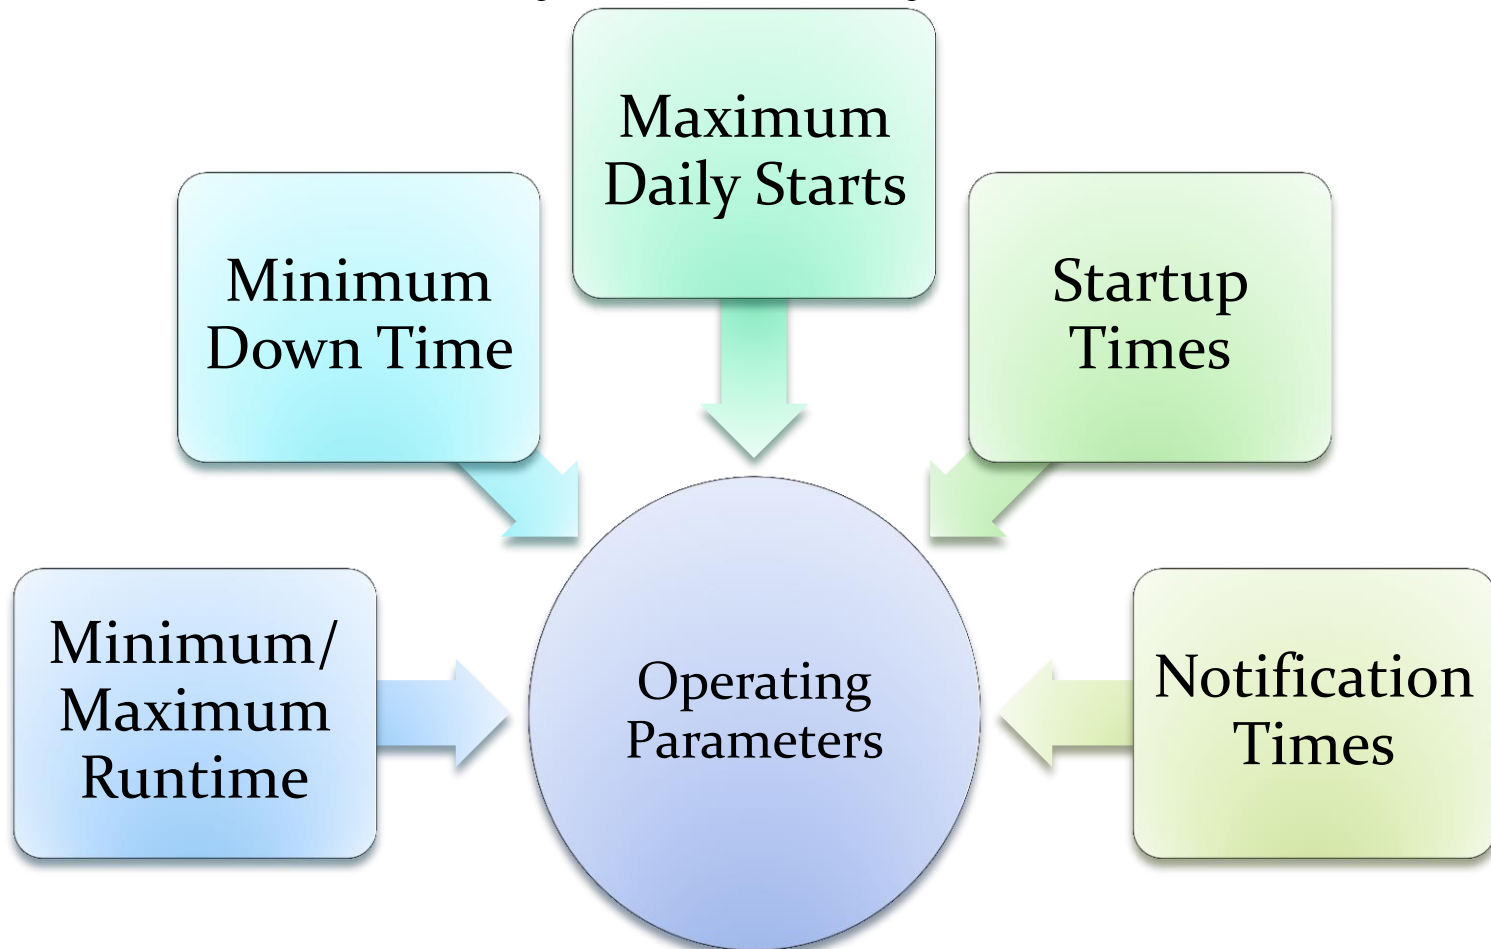 Maximum
Daily Starts
Minimum
Down Time
Startup
Times
Minimum/
Maximum
Runtime
Operating
Parameters
Notification
Times